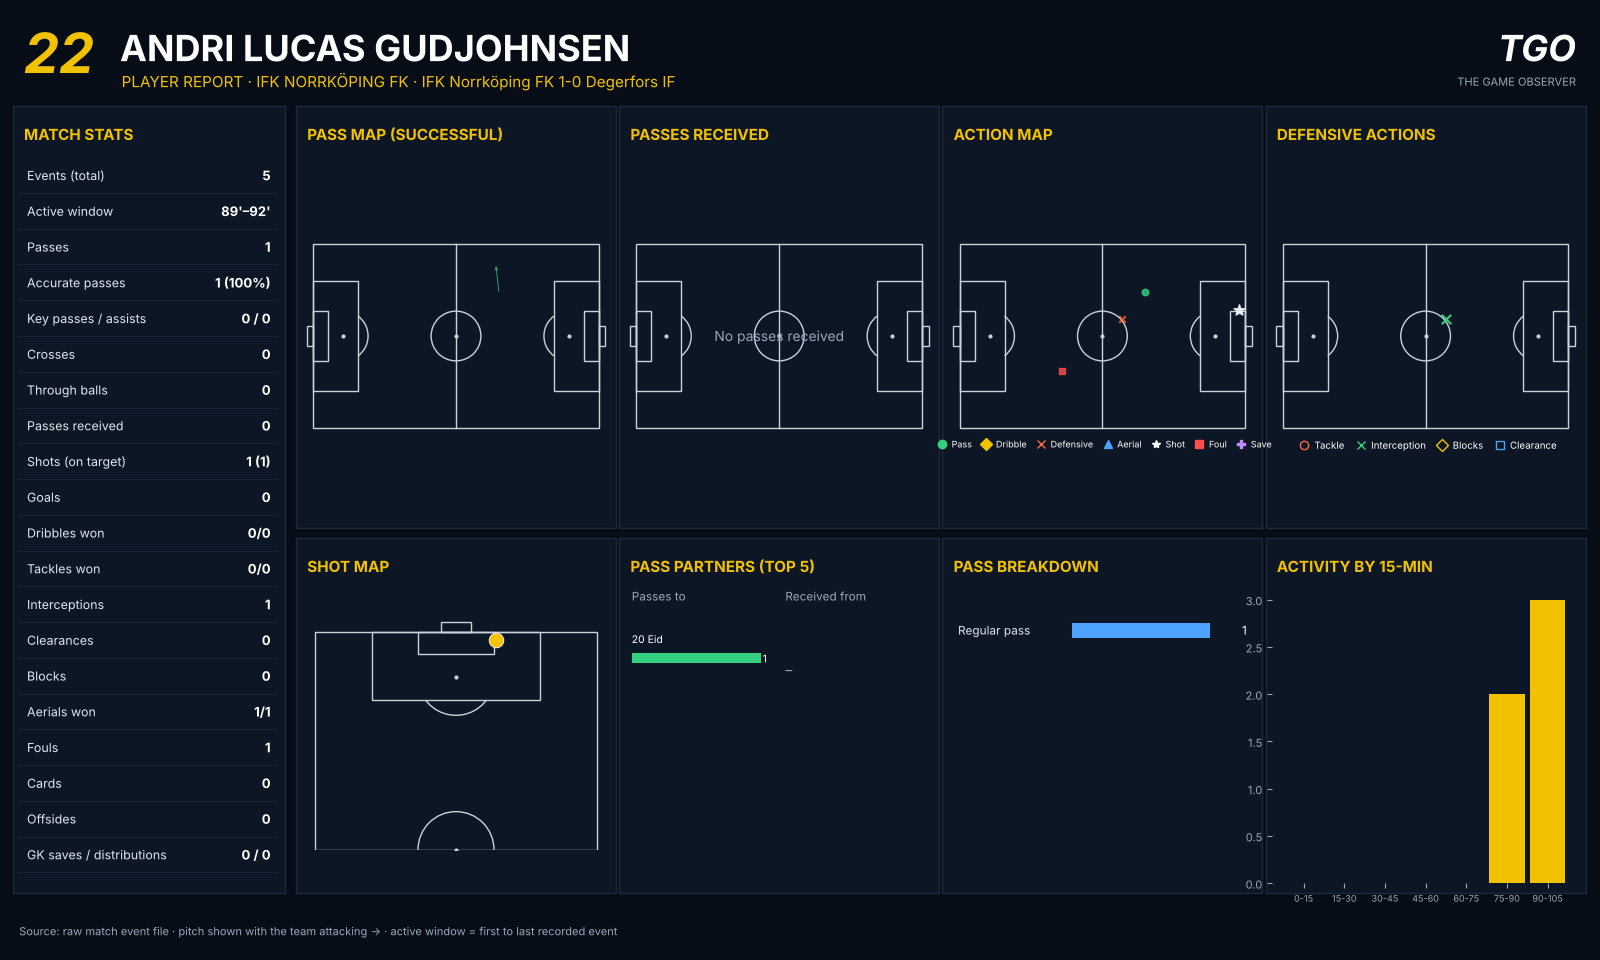 22
ANDRI LUCAS GUDJOHNSEN
PLAYER REPORT · IFK NORRKÖPING FK · IFK Norrköping FK 1-0 Degerfors IF
TGO
THE GAME OBSERVER
MATCH STATS
Events (total) 5
Active window 89'–92'
Passes 1
Accurate passes 1 (100%)
Key passes / assists 0 / 0
Crosses 0
Through balls 0
Passes received 0
Shots (on target) 1 (1)
Goals 0
Dribbles won 0/0
Tackles won 0/0
Interceptions 1
Clearances 0
Blocks 0
Aerials won 1/1
Fouls 1
Cards 0
Offsides 0
GK saves / distributions 0 / 0
PASS MAP (SUCCESSFUL)
PASSES RECEIVED
No passes received
ACTION MAP
Pass Dribble Defensive Aerial Shot Foul Save
DEFENSIVE ACTIONS
Tackle Interception Blocks Clearance
SHOT MAP
PASS PARTNERS (TOP 5)
Passes to Received from
20 Eid
1
–
PASS BREAKDOWN
Regular pass 1
ACTIVITY BY 15-MIN
3.0
2.5
2.0
1.5
1.0
0.5
0.0
0-15 15-30 30-45 45-60 60-75 75-90 90-105
Source: raw match event file · pitch shown with the team attacking → · active window = first to last recorded event